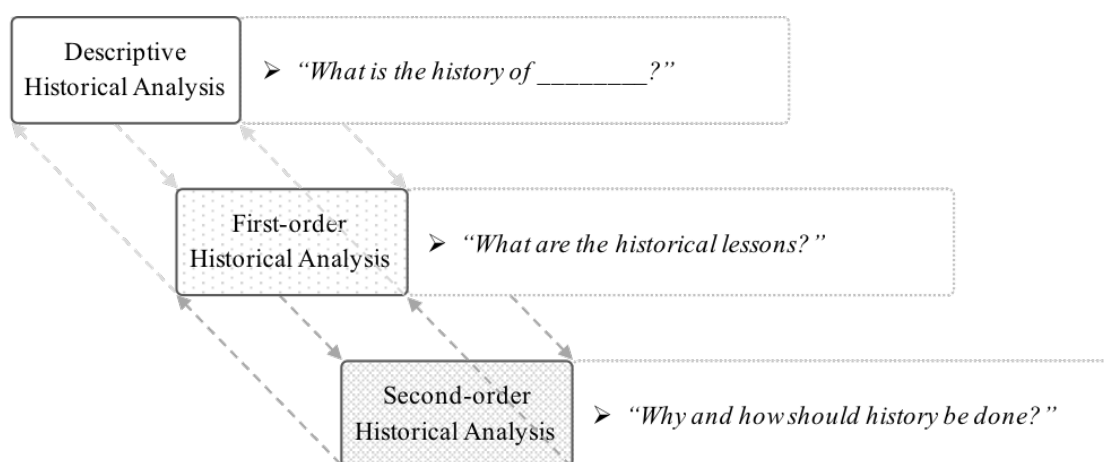 Descriptive
Historical Analysis
➤ “What is the history of _________?”
First-order
Historical Analysis
➤ “What are the historical lessons?”
Second-order
Historical Analysis
➤ “Why and how should history be done?”